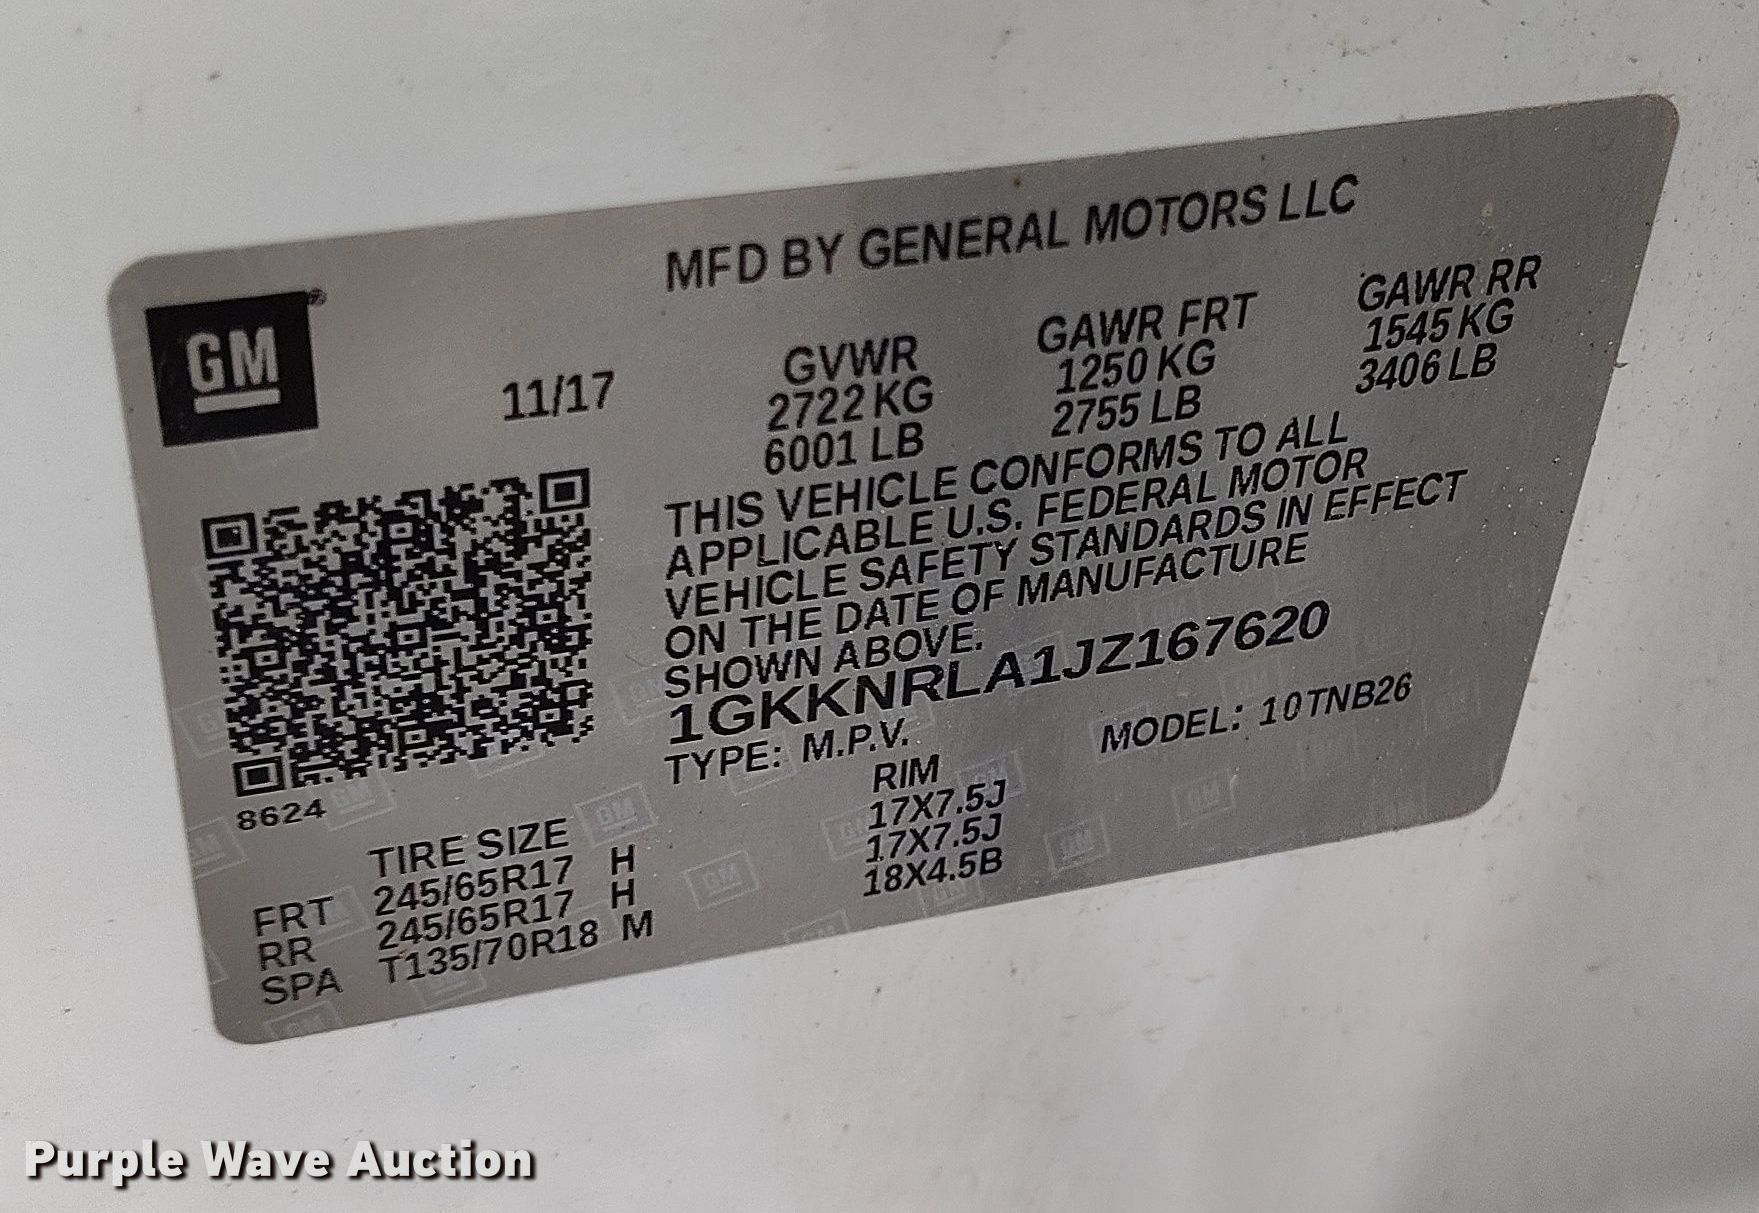 MFD BY GENERAL MOTORS LLC
GM®
11/17
GVWR
2722 KG
6001 LB
GAWR FRT
1250 KG
2755 LB
GAWR RR
1545 KG
3406 LB
THIS VEHICLE CONFORMS TO ALL
APPLICABLE U.S. FEDERAL MOTOR
VEHICLE SAFETY STANDARDS IN EFFECT
ON THE DATE OF MANUFACTURE
SHOWN ABOVE.
1GKKNRLA1JZ167620
TYPE: M.P.V. MODEL: 10TNB26
8624
TIRE SIZE RIM
FRT 245/65R17 H 17X7.5J
RR 245/65R17 H 17X7.5J
SPA T135/70R18 M 18X4.5B
Purple Wave Auction